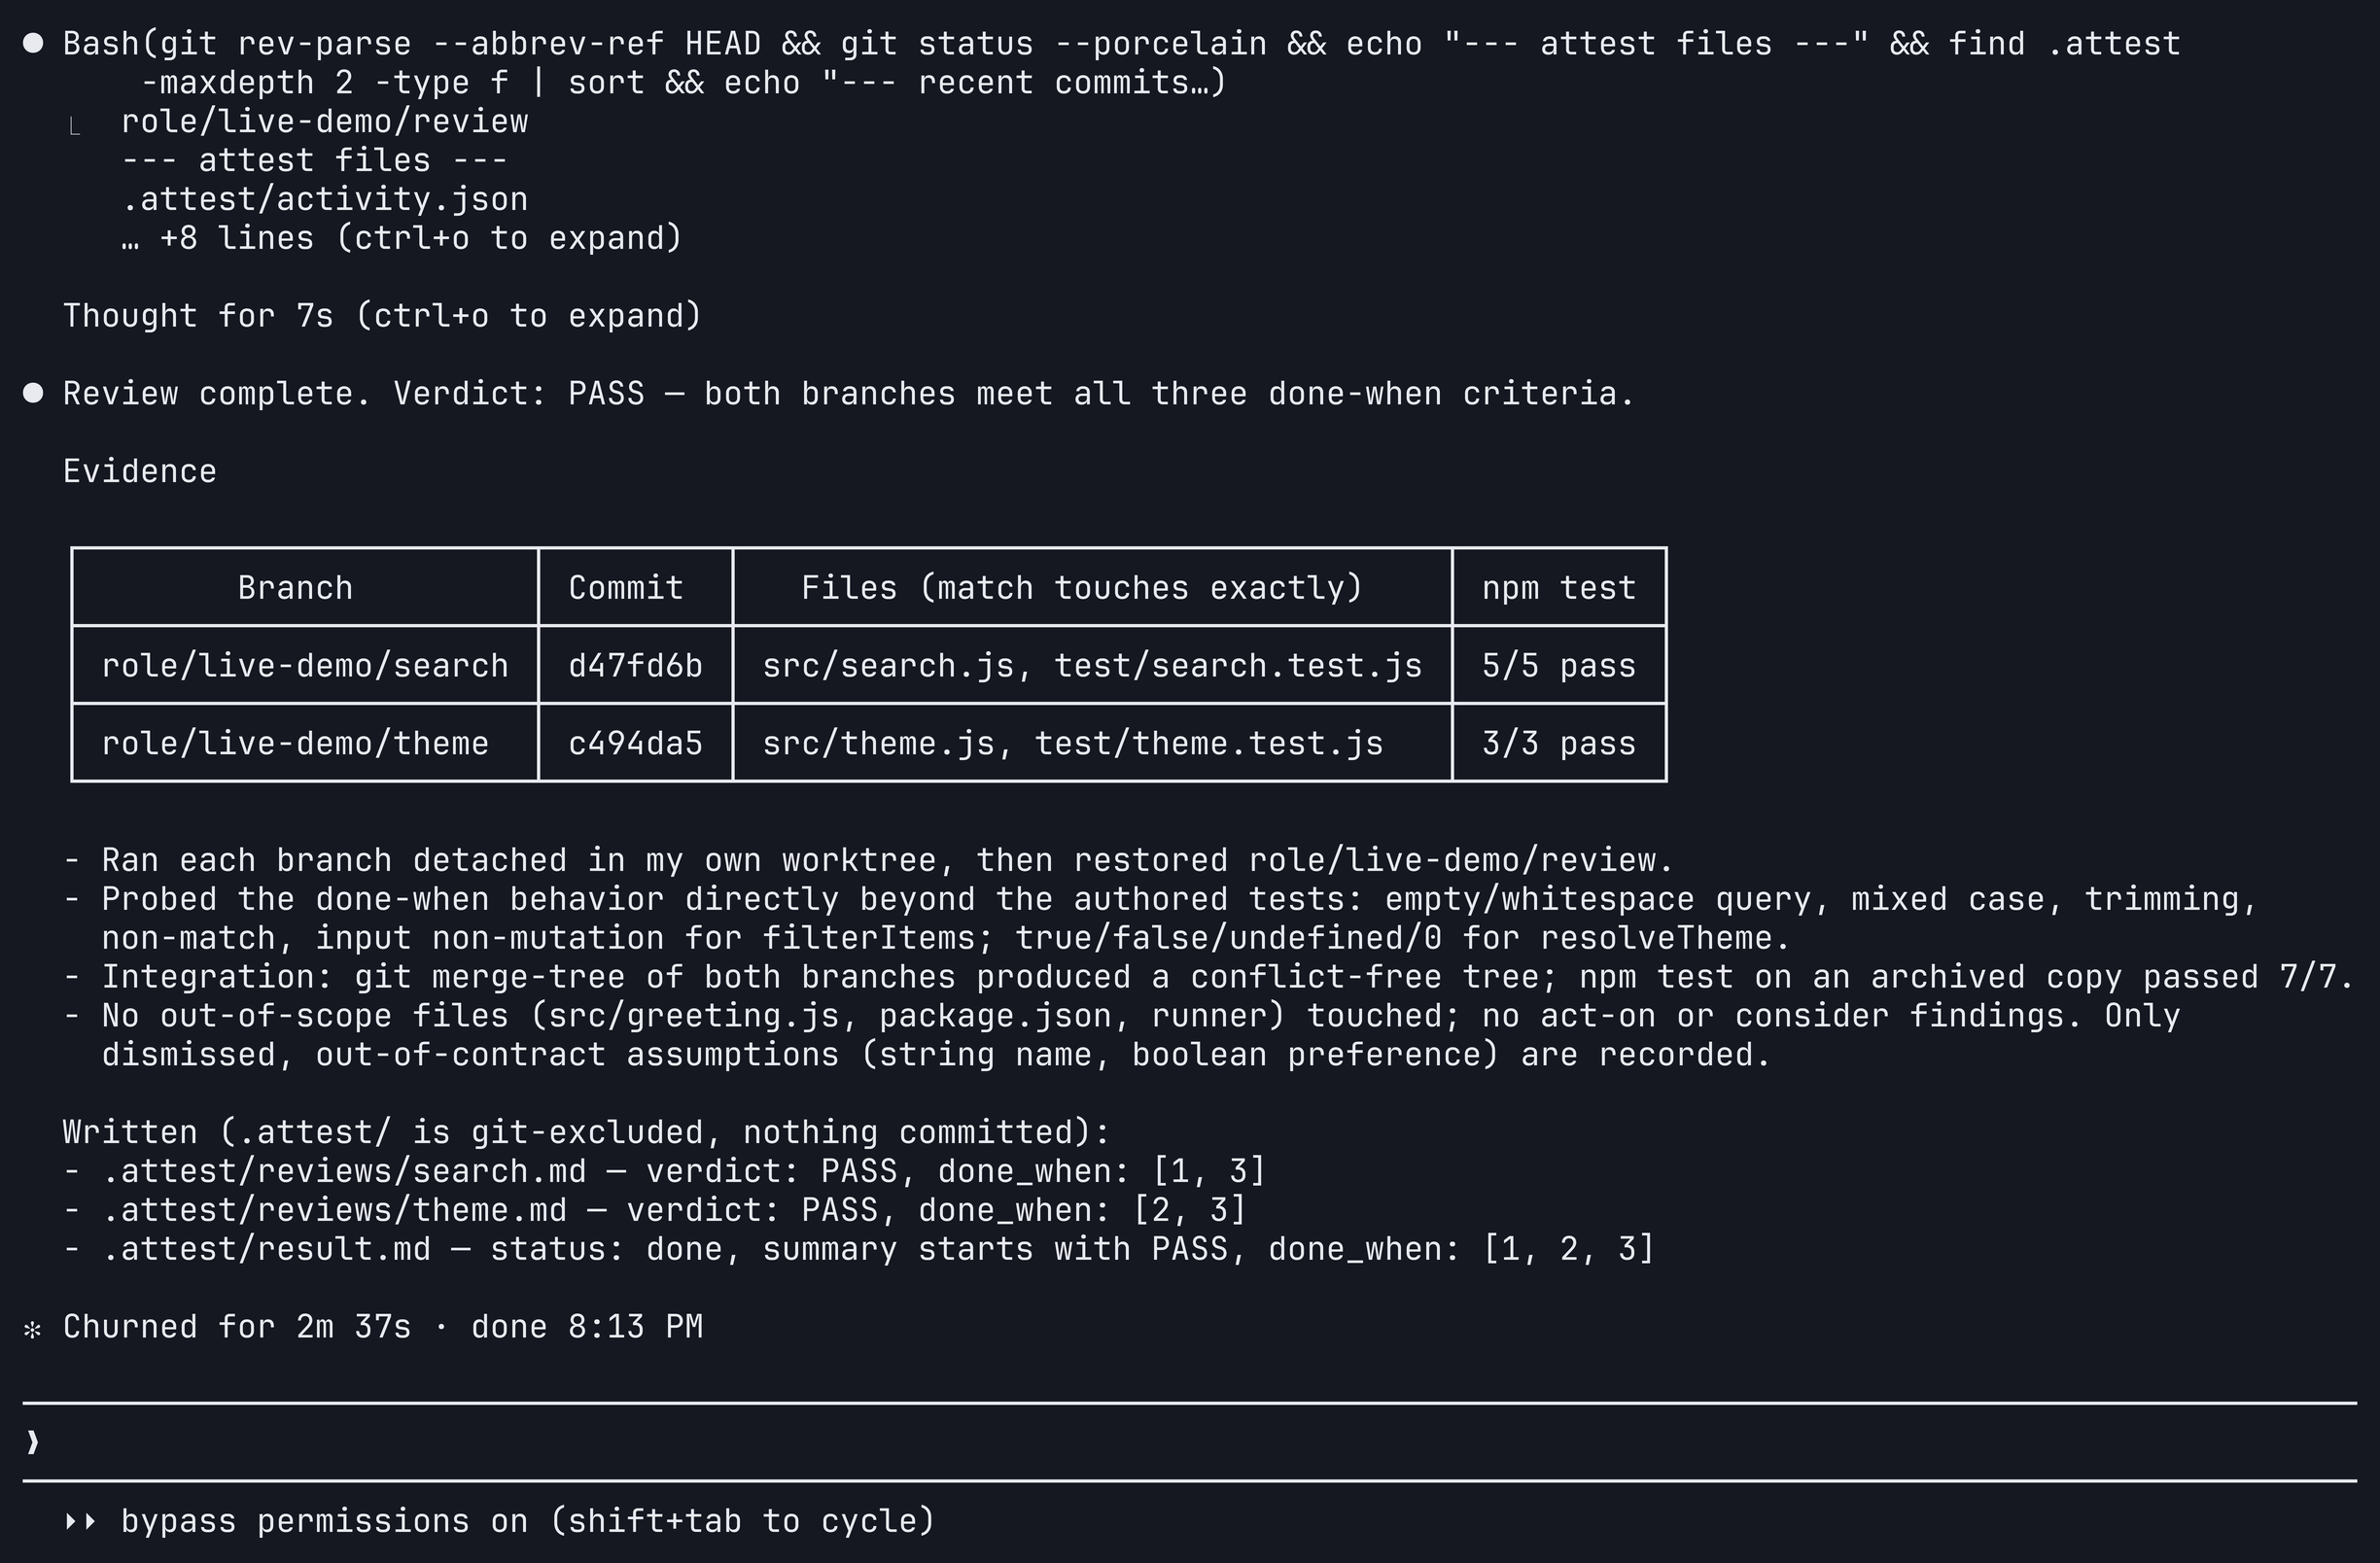 ● Bash(git rev-parse --abbrev-ref HEAD && git status --porcelain && echo "--- attest files ---" && find .attest
-maxdepth 2 -type f | sort && echo "--- recent commits…)
⎿ role/live-demo/review
--- attest files ---
.attest/activity.json
… +8 lines (ctrl+o to expand)
Thought for 7s (ctrl+o to expand)
● Review complete. Verdict: PASS — both branches meet all three done-when criteria.
Evidence
Branch Commit Files (match touches exactly) npm test
role/live-demo/search d47fd6b src/search.js, test/search.test.js 5/5 pass
role/live-demo/theme c494da5 src/theme.js, test/theme.test.js 3/3 pass
- Ran each branch detached in my own worktree, then restored role/live-demo/review.
- Probed the done-when behavior directly beyond the authored tests: empty/whitespace query, mixed case, trimming,
non-match, input non-mutation for filterItems; true/false/undefined/0 for resolveTheme.
- Integration: git merge-tree of both branches produced a conflict-free tree; npm test on an archived copy passed 7/7.
- No out-of-scope files (src/greeting.js, package.json, runner) touched; no act-on or consider findings. Only
dismissed, out-of-contract assumptions (string name, boolean preference) are recorded.
Written (.attest/ is git-excluded, nothing committed):
- .attest/reviews/search.md — verdict: PASS, done_when: [1, 3]
- .attest/reviews/theme.md — verdict: PASS, done_when: [2, 3]
- .attest/result.md — status: done, summary starts with PASS, done_when: [1, 2, 3]
✻ Churned for 2m 37s · done 8:13 PM
❯
⏵⏵ bypass permissions on (shift+tab to cycle)